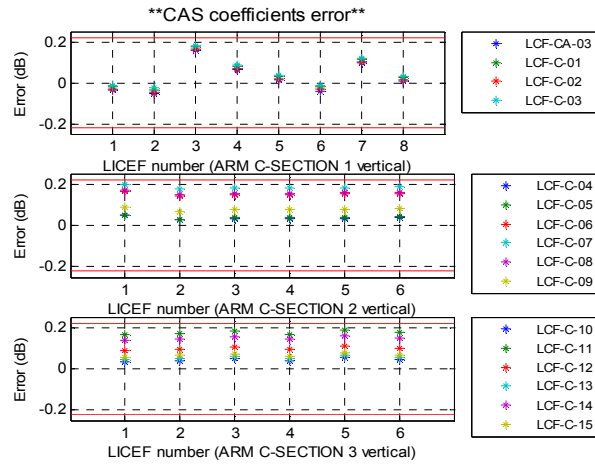 **CAS coefficients error**
0.2
0
-0.2
Error (dB)
1 2 3 4 5 6 7 8
LICEF number (ARM C-SECTION 1 vertical)
LCF-CA-03
LCF-C-01
LCF-C-02
LCF-C-03
0.2
0
-0.2
Error (dB)
1 2 3 4 5 6
LICEF number (ARM C-SECTION 2 vertical)
LCF-C-04
LCF-C-05
LCF-C-06
LCF-C-07
LCF-C-08
LCF-C-09
0.2
0
-0.2
Error (dB)
1 2 3 4 5 6
LICEF number (ARM C-SECTION 3 vertical)
LCF-C-10
LCF-C-11
LCF-C-12
LCF-C-13
LCF-C-14
LCF-C-15